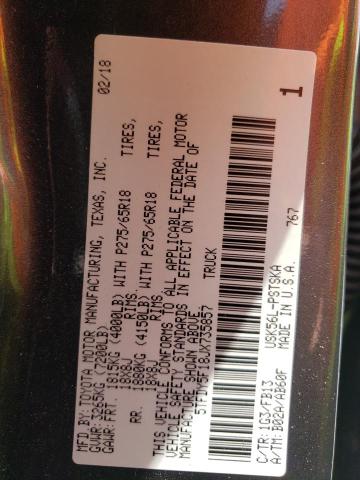 02/18
MFD.BY: TOYOTA MOTOR MANUFACTURING, TEXAS, INC.
GVWR: 3265KG (7200LB)
GAWR: FRT. 1815KG (4000LB) WITH P275/65R18 TIRES,
18x8J RIMS,
RR. 1880KG (4150LB) WITH P275/65R18 TIRES,
18x8J RIMS
THIS VEHICLE CONFORMS TO ALL APPLICABLE FEDERAL MOTOR
VEHICLE SAFETY STANDARDS IN EFFECT ON THE DATE OF
MANUFACTURE SHOWN ABOVE.
5TFDY5F18JX735857 TRUCK
C/TR: 1G3/FB13 USK56L-PSTSKA 767
A/TM: B02A/AB60F MADE IN U.S.A. 1